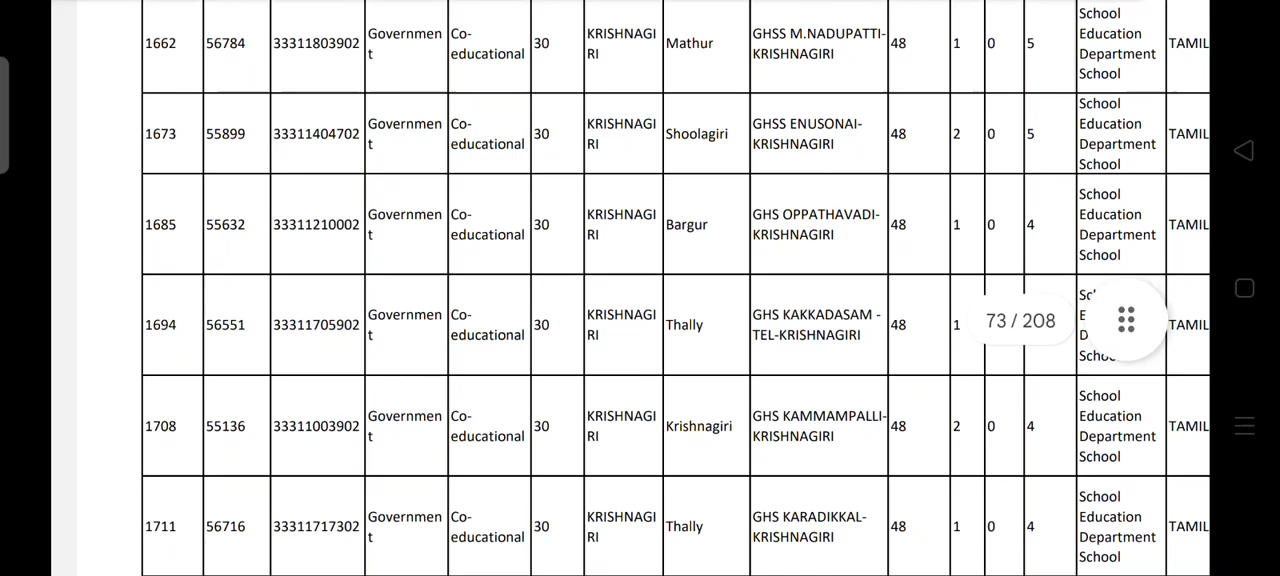 1662 56784 33311803902 Governmen t Co- educational 30 KRISHNAGI RI Mathur GHSS M.NADUPATTI- KRISHNAGIRI 48 1 0 5 School Education Department School TAMIL
1673 55899 33311404702 Governmen t Co- educational 30 KRISHNAGI RI Shoolagiri GHSS ENUSONAI- KRISHNAGIRI 48 2 0 5 School Education Department School TAMIL
1685 55632 33311210002 Governmen t Co- educational 30 KRISHNAGI RI Bargur GHS OPPATHAVADI- KRISHNAGIRI 48 1 0 4 School Education Department School TAMIL
1694 56551 33311705902 Governmen t Co- educational 30 KRISHNAGI RI Thally GHS KAKKADASAM - TEL-KRISHNAGIRI 48 1 TAMIL
73 / 208
1708 55136 33311003902 Governmen t Co- educational 30 KRISHNAGI RI Krishnagiri GHS KAMMAMPALLI- KRISHNAGIRI 48 2 0 4 School Education Department School TAMIL
1711 56716 33311717302 Governmen t Co- educational 30 KRISHNAGI RI Thally GHS KARADIKKAL- KRISHNAGIRI 48 1 0 4 School Education Department School TAMIL